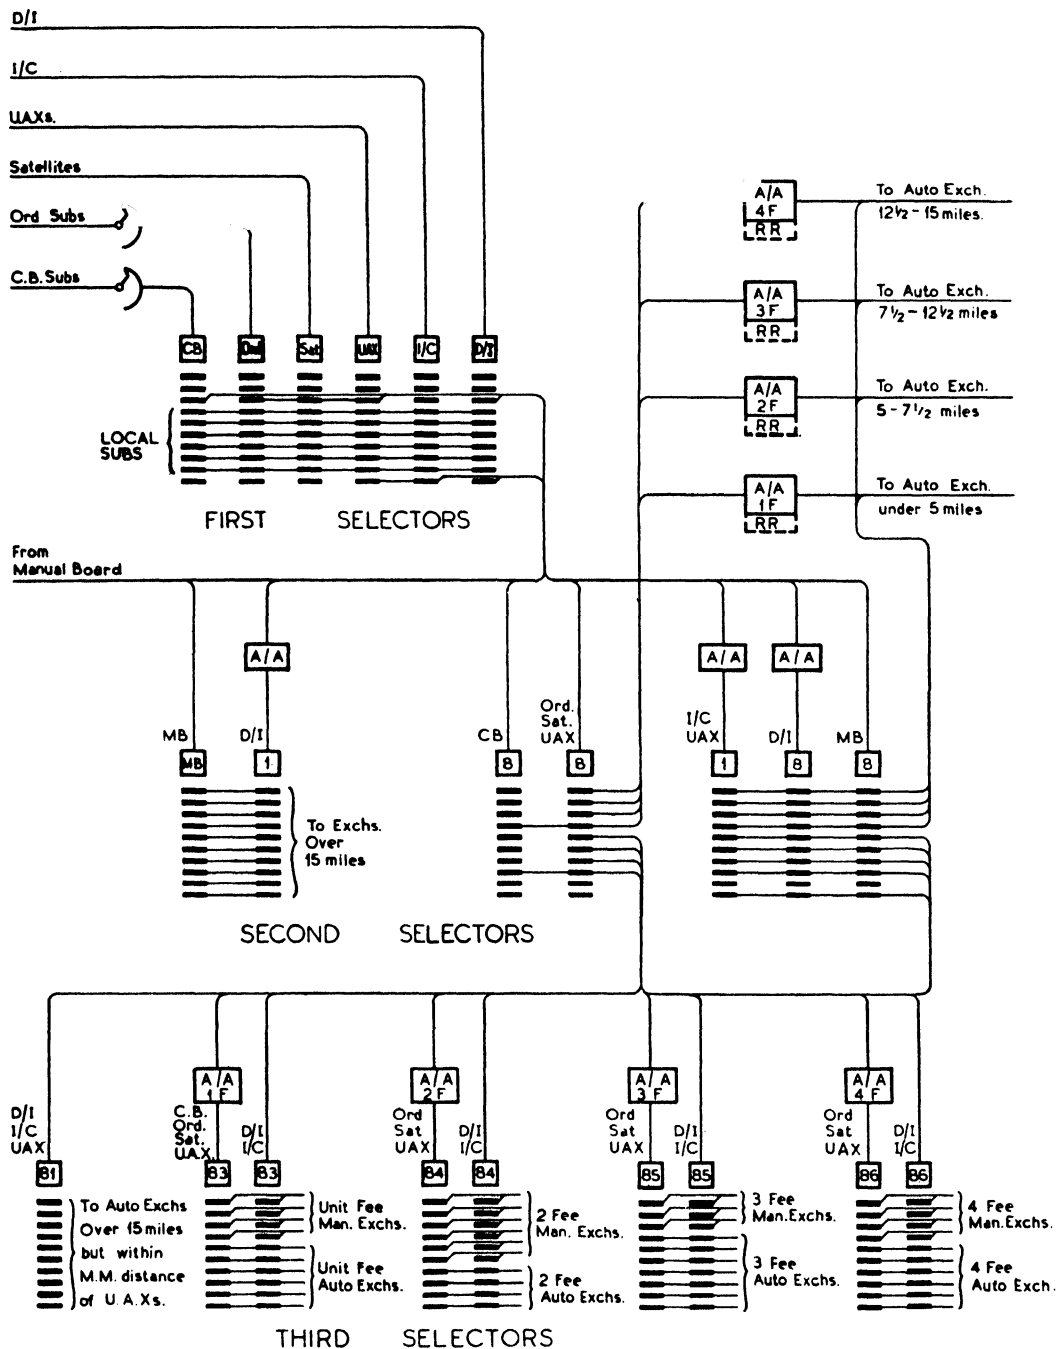 D/I
I/C
UAXs.
Satellites
Ord Subs
C.B. Subs
CB
Ord
Sat
UAX
I/C
D/I
LOCAL
SUBS
FIRST SELECTORS
A/A
4F
RR
To Auto Exch.
12½ - 15 miles.
A/A
3F
RR
To Auto Exch.
7½ - 12½ miles
A/A
2F
RR
To Auto Exch.
5 - 7½ miles
A/A
1F
RR
To Auto Exch.
under 5 miles
From
Manual Board
A/A
A/A
A/A
MB
D/I
CB
Ord.
Sat.
UAX
I/C
UAX
D/I
MB
MB
1
8
8
1
8
8
To Exchs.
Over
15 miles
SECOND SELECTORS
A/A
1F
A/A
2F
A/A
3F
A/A
4F
D/I
I/C
UAX
C.B.
Ord.
Sat.
U.A.X.
D/I
I/C
Ord
Sat
UAX
D/I
I/C
Ord
Sat
UAX
D/I
I/C
Ord
Sat
UAX
D/I
I/C
81
83
83
84
84
85
85
86
86
To Auto Exchs
Over 15 miles
but within
M.M. distance
of U.A.Xs.
Unit Fee
Man. Exchs.
Unit Fee
Auto Exchs.
2 Fee
Man. Exchs.
2 Fee
Auto Exchs.
3 Fee
Man. Exchs.
3 Fee
Auto Exchs.
4 Fee
Man. Exchs.
4 Fee
Auto Exch.
THIRD SELECTORS